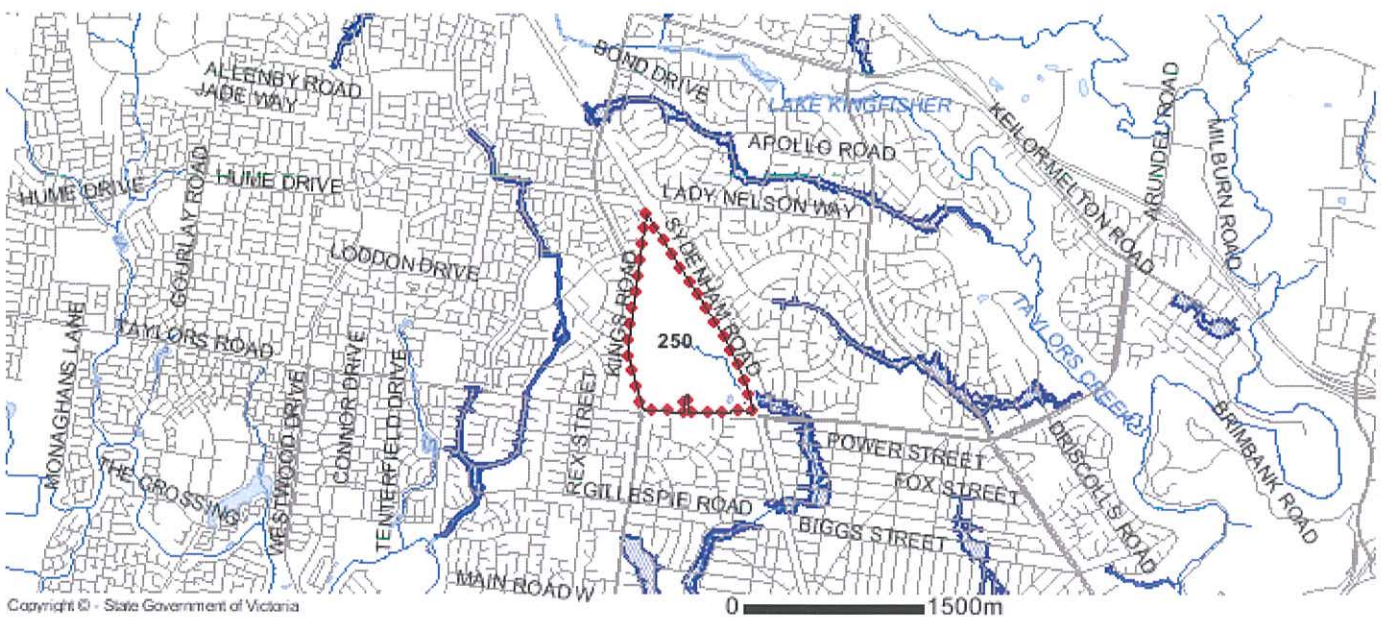 BOND DRIVE
ALLENBY ROAD
JADE WAY
LAKE KINGFISHER
KEILORMELTON ROAD
ARUNDEL ROAD
MILBURN ROAD
APOLLO ROAD
GOURLAY ROAD
HUME DRIVE
HUME DRIVE
LADY NELSON WAY
SYDENHAM ROAD
LODDON DRIVE
KINGS ROAD
TAYLORS ROAD
TAYLORS CREEK
250
MONAGHANS LANE
WESTWOOD DRIVE
CONNOR DRIVE
TENTERFIELD DRIVE
REX STREET
THE CROSSING
POWER STREET
FOX STREET
DRISCOLLS ROAD
BRIMBANK ROAD
GILLESPIE ROAD
BIGGS STREET
MAIN ROAD W
Copyright © - State Government of Victoria
0 1500m